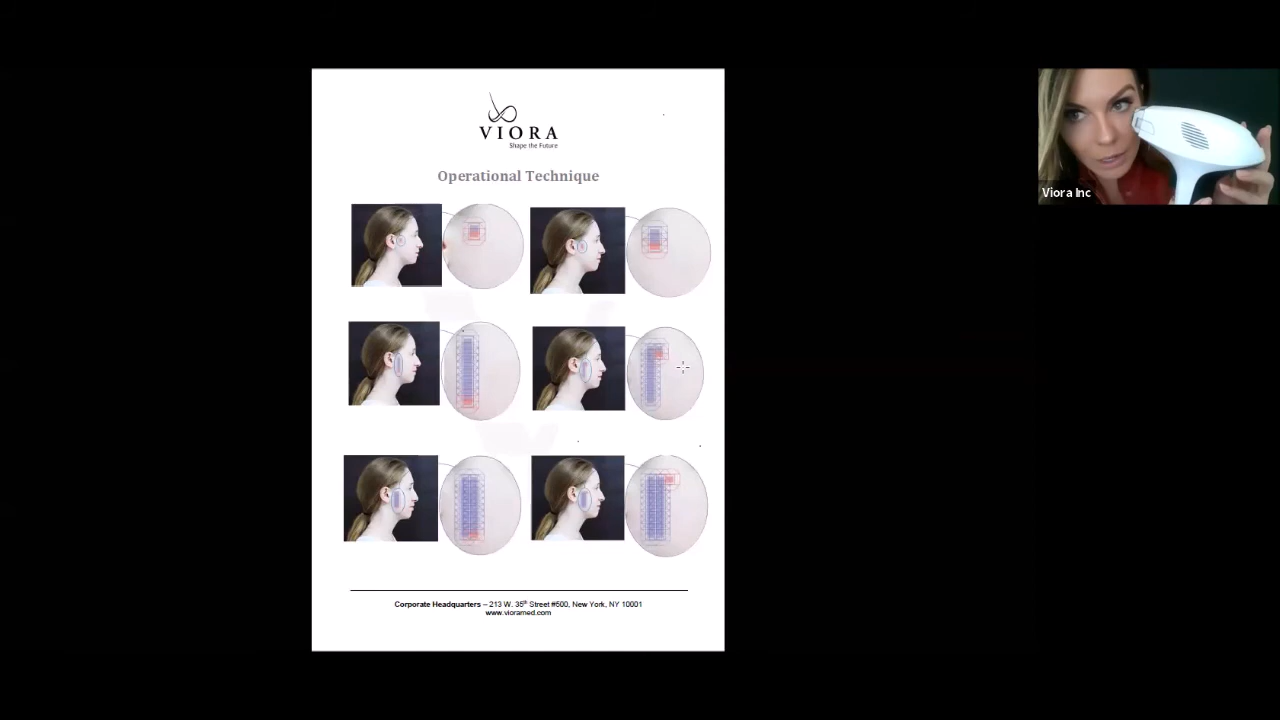 VIORA
Shape the Future
Operational Technique
Corporate Headquarters – 213 W. 35th Street #500, New York, NY 10001
www.vioramed.com
Viora Inc